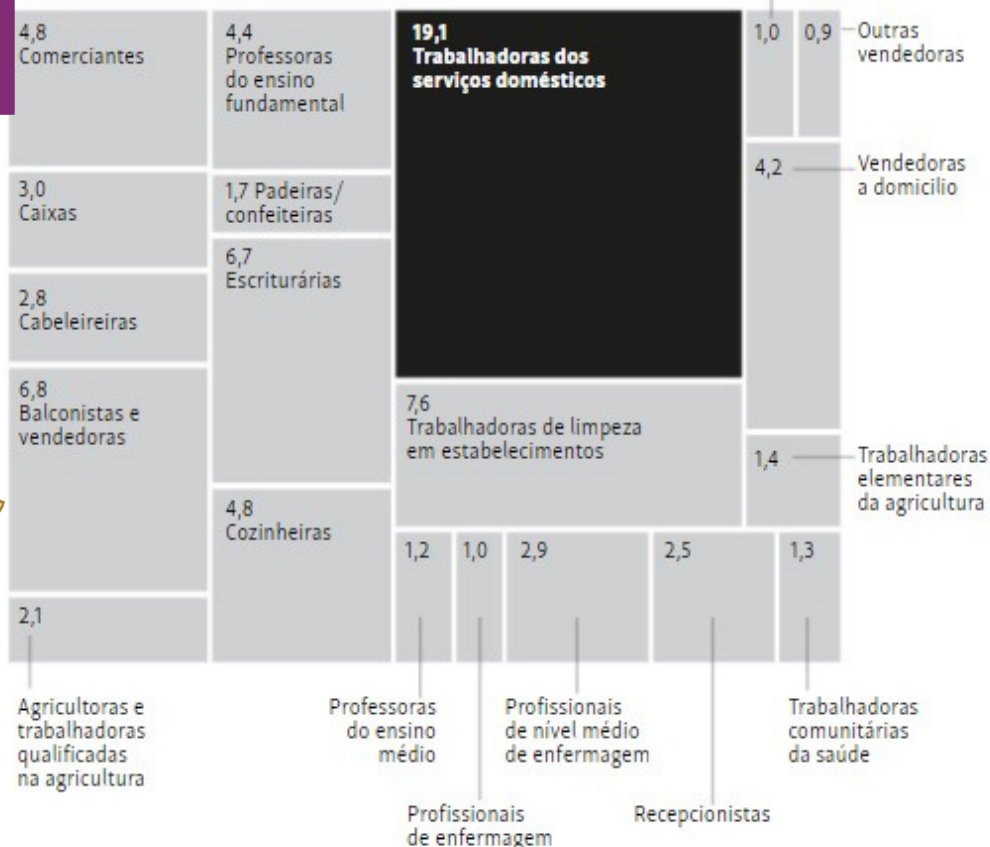 4,8
Comerciantes
3,0
Caixas
2,8
Cabeleireiras
6,8
Balconistas e
vendedoras
2,1
Agricultoras e
trabalhadoras
qualificadas
na agricultura
4,4
Professoras
do ensino
fundamental
1,7 Padeiras/
confeiteiras
6,7
Escriturárias
4,8
Cozinheiras
19,1
Trabalhadoras dos
serviços domésticos
7,6
Trabalhadoras de limpeza
em estabelecimentos
1,0
0,9
Outras
vendedoras
4,2
Vendedoras
a domicilio
1,4
Trabalhadoras
elementares
da agricultura
1,2
Professoras
do ensino
médio
1,0
Profissionais
de enfermagem
2,9
Profissionais
de nível médio
de enfermagem
2,5
Recepcionistas
1,3
Trabalhadoras
comunitárias
da saúde